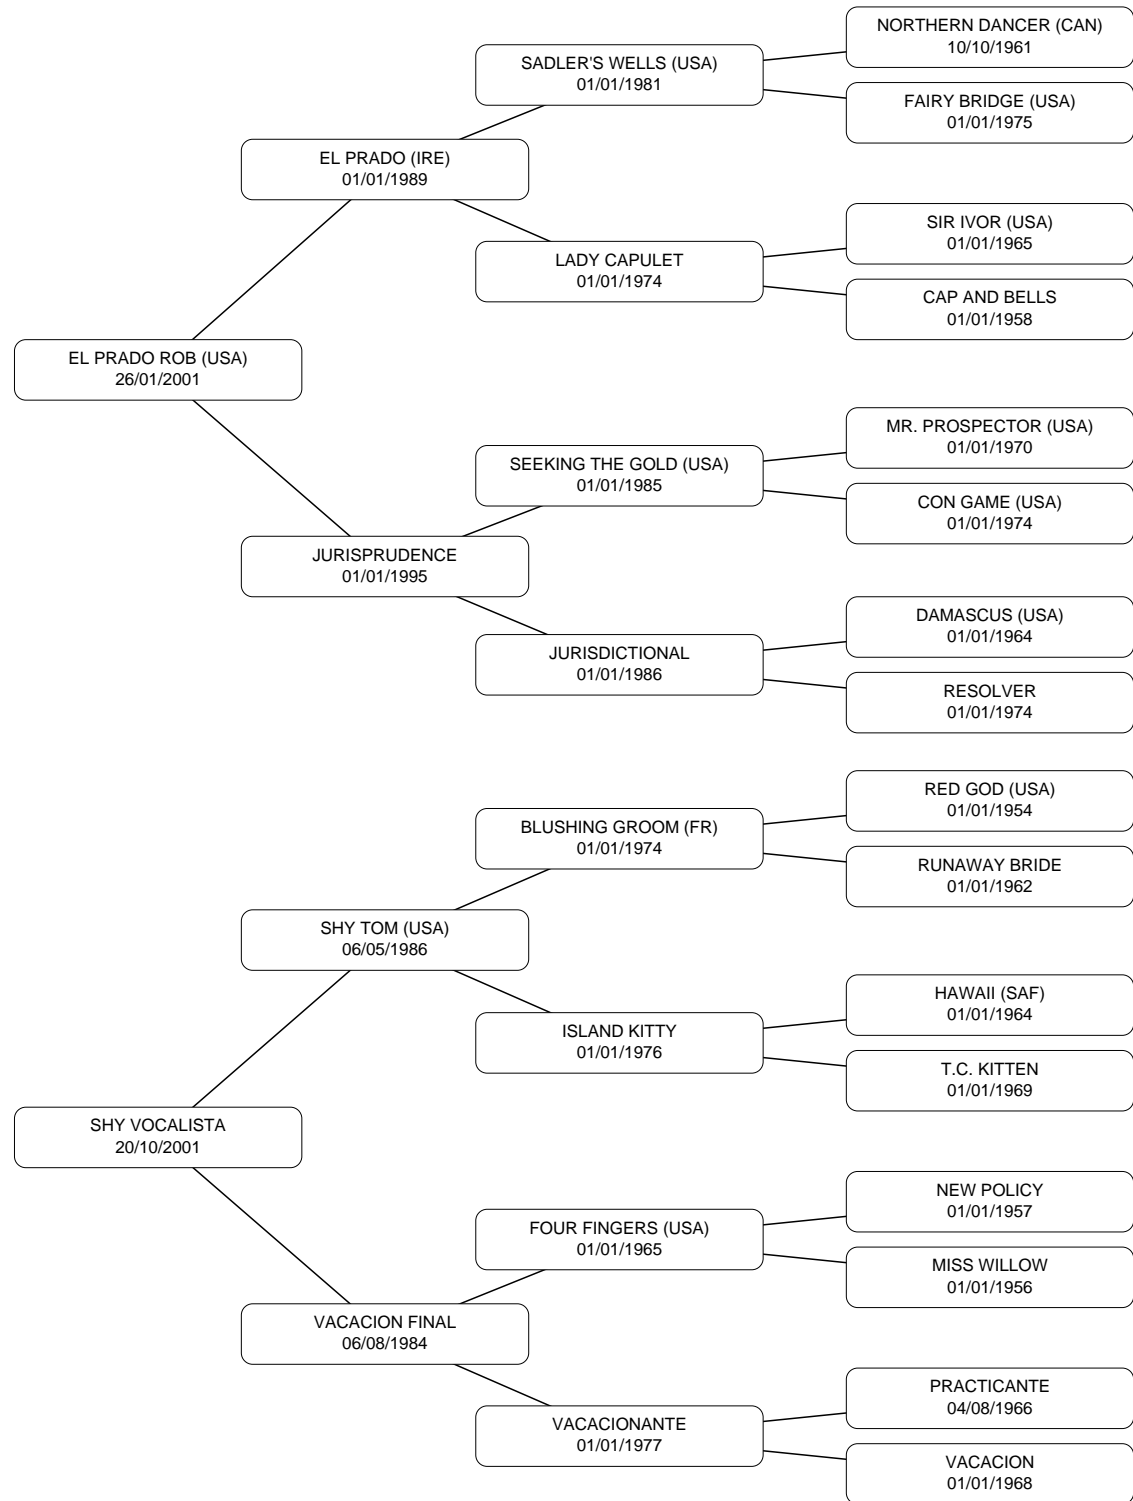 NORTHERN DANCER (CAN)
10/10/1961
SADLER'S WELLS (USA)
01/01/1981
FAIRY BRIDGE (USA)
01/01/1975
EL PRADO (IRE)
01/01/1989
SIR IVOR (USA)
01/01/1965
LADY CAPULET
01/01/1974
CAP AND BELLS
01/01/1958
EL PRADO ROB (USA)
26/01/2001
MR. PROSPECTOR (USA)
01/01/1970
SEEKING THE GOLD (USA)
01/01/1985
CON GAME (USA)
01/01/1974
JURISPRUDENCE
01/01/1995
DAMASCUS (USA)
01/01/1964
JURISDICTIONAL
01/01/1986
RESOLVER
01/01/1974
RED GOD (USA)
01/01/1954
BLUSHING GROOM (FR)
01/01/1974
RUNAWAY BRIDE
01/01/1962
SHY TOM (USA)
06/05/1986
HAWAII (SAF)
01/01/1964
ISLAND KITTY
01/01/1976
T.C. KITTEN
01/01/1969
SHY VOCALISTA
20/10/2001
NEW POLICY
01/01/1957
FOUR FINGERS (USA)
01/01/1965
MISS WILLOW
01/01/1956
VACACION FINAL
06/08/1984
PRACTICANTE
04/08/1966
VACACIONANTE
01/01/1977
VACACION
01/01/1968